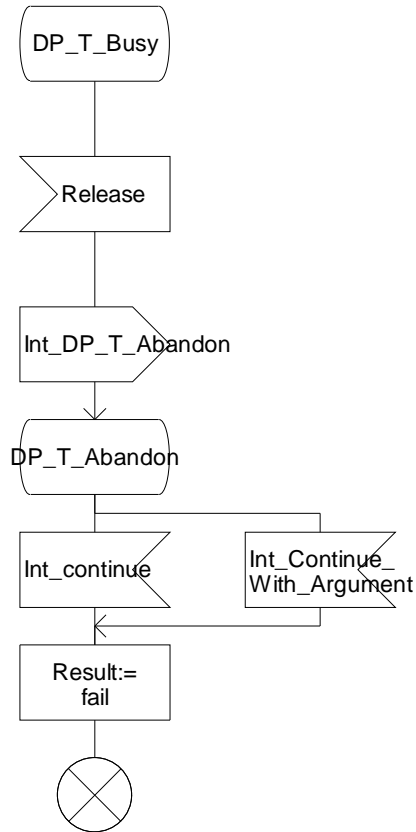 DP_T_Busy
Release
Int_DP_T_Abandon
DP_T_Abandon
Int_continue
Int_Continue_
With_Argument
Result:=
fail